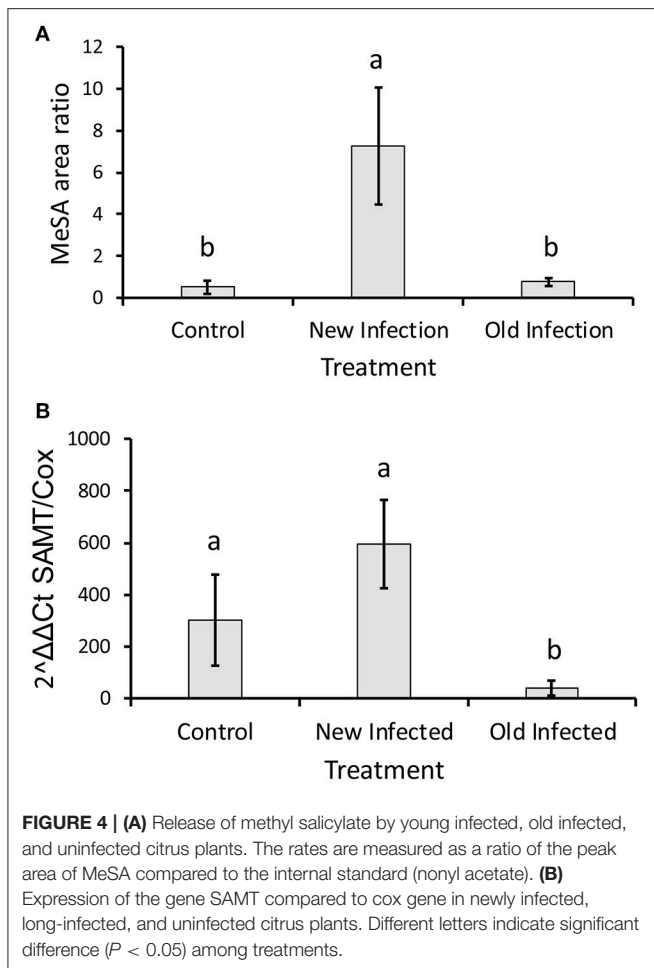 A
MeSA area ratio
12
10
8
6
4
2
0
b
a
b
Control New Infection Old Infection
Treatment
B
2^ΔΔCt SAMT/Cox
1000
800
600
400
200
0
a
a
b
Control New Infected Old Infected
Treatment
FIGURE 4 | (A) Release of methyl salicylate by young infected, old infected,
and uninfected citrus plants. The rates are measured as a ratio of the peak
area of MeSA compared to the internal standard (nonyl acetate). (B)
Expression of the gene SAMT compared to cox gene in newly infected,
long-infected, and uninfected citrus plants. Different letters indicate significant
difference (P < 0.05) among treatments.